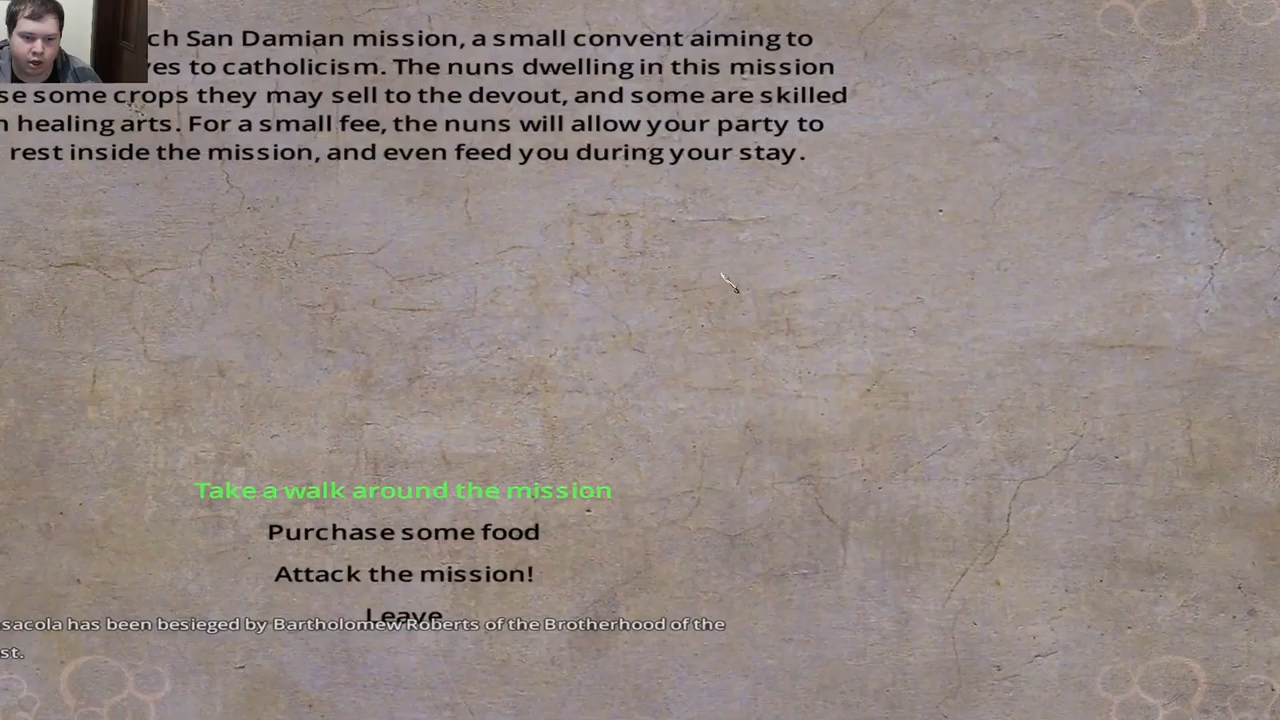 ch San Damian mission, a small convent aiming to
ves to catholicism. The nuns dwelling in this mission
se some crops they may sell to the devout, and some are skilled
n healing arts. For a small fee, the nuns will allow your party to
rest inside the mission, and even feed you during your stay.
Take a walk around the mission
Purchase some food
Attack the mission!
Leave
sacola has been besieged by Bartholomew Roberts of the Brotherhood of the
st.